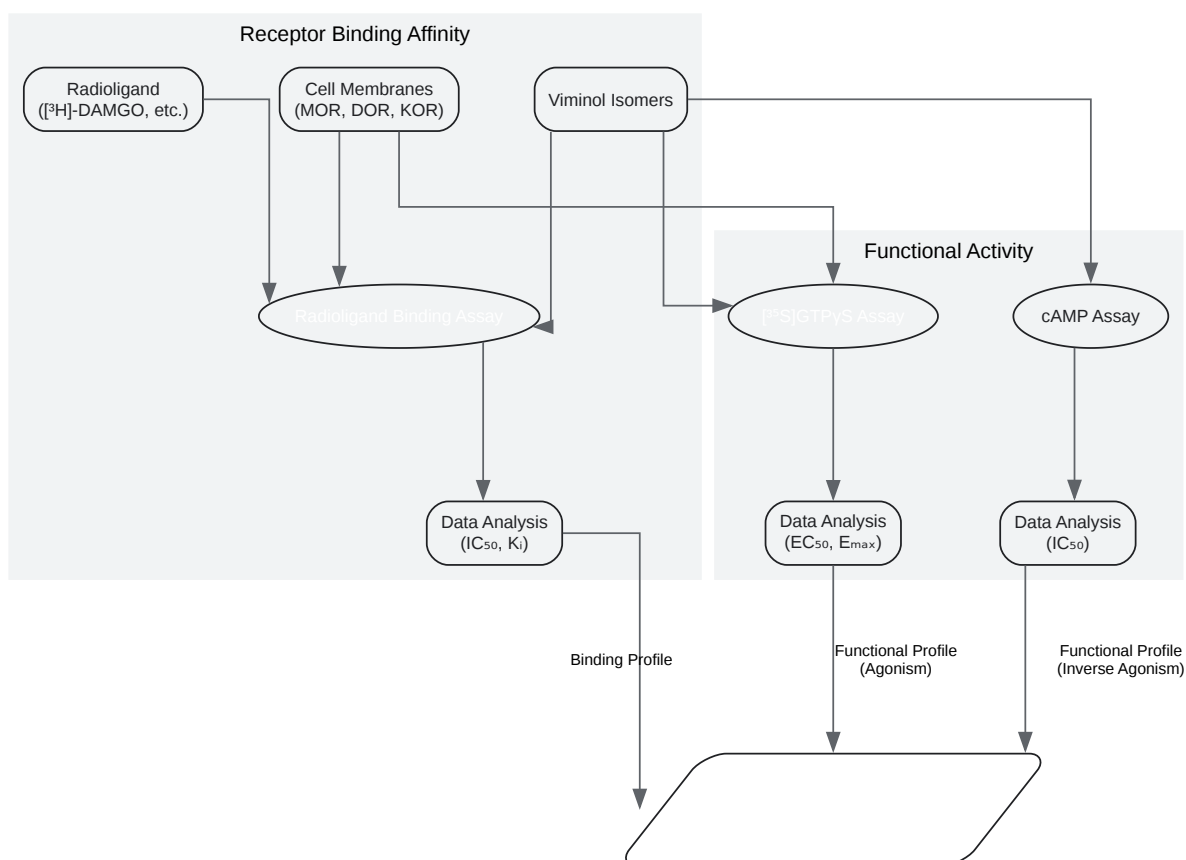 Receptor Binding Affinity
Radioligand
([³H]-DAMGO, etc.)
Cell Membranes
(MOR, DOR, KOR)
Viminol Isomers
Functional Activity
Radioligand Binding Assay
[³⁵S]GTPγS Assay
cAMP Assay
Data Analysis
(IC₅₀, Kᵢ)
Data Analysis
(EC₅₀, Eₘₐₓ)
Data Analysis
(IC₅₀)
Binding Profile
Functional Profile
(Agonism)
Functional Profile
(Inverse Agonism)